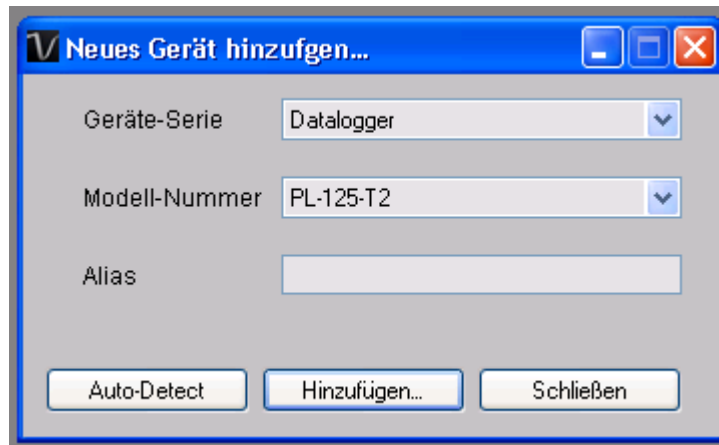 Neues Gerät hinzufgen...
Geräte-Serie Datalogger
Modell-Nummer PL-125-T2
Alias
Auto-Detect Hinzufügen... Schließen